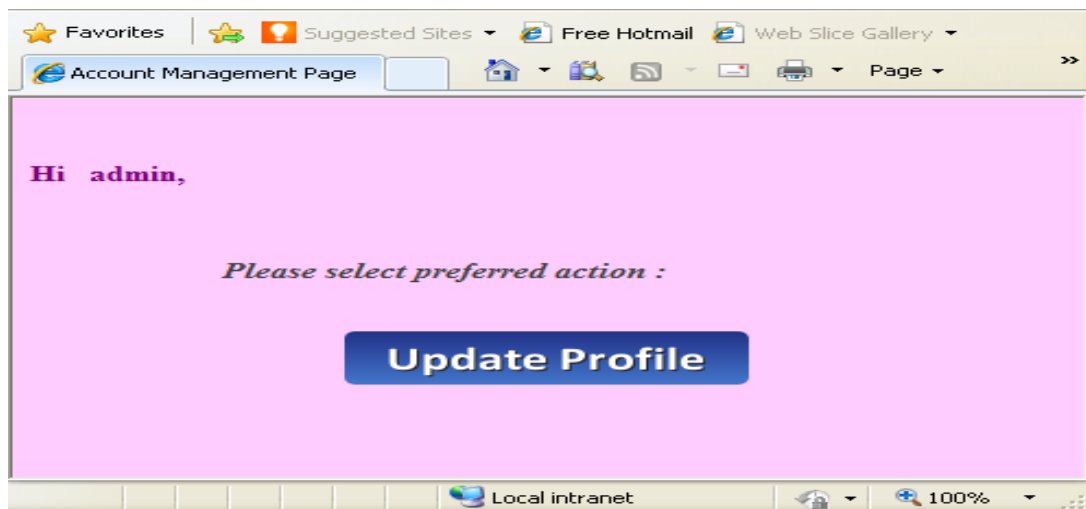 Favorites Suggested Sites Free Hotmail Web Slice Gallery
Account Management Page Page »
Hi admin,
Please select preferred action :
Update Profile
Local intranet 100%